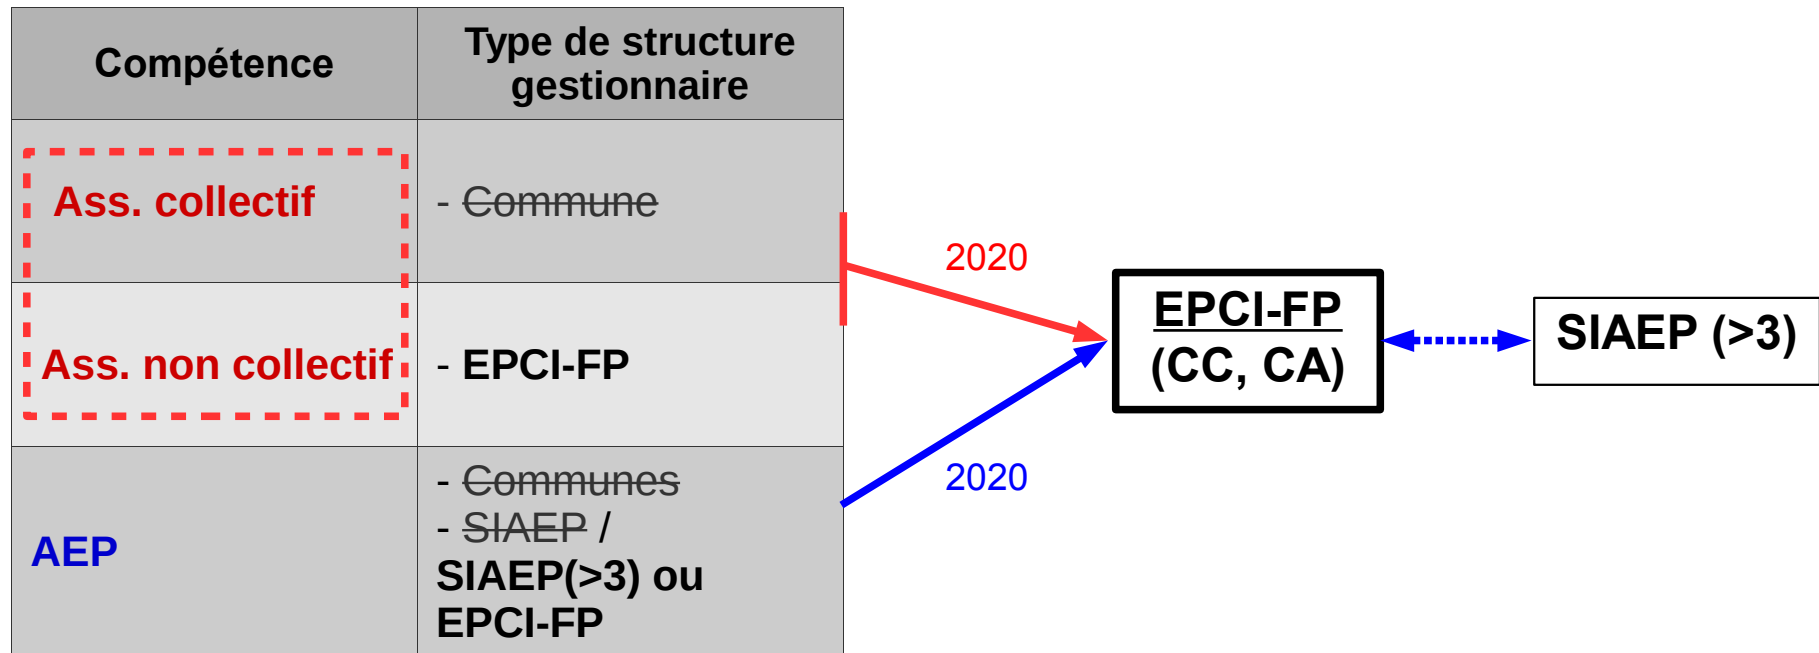 Compétence
Type de structure
gestionnaire
Ass. collectif
- Commune
Ass. non collectif
- EPCI-FP
AEP
- Communes
- SIAEP /
SIAEP(>3) ou
EPCI-FP
2020
2020
EPCI-FP
(CC, CA)
SIAEP (>3)